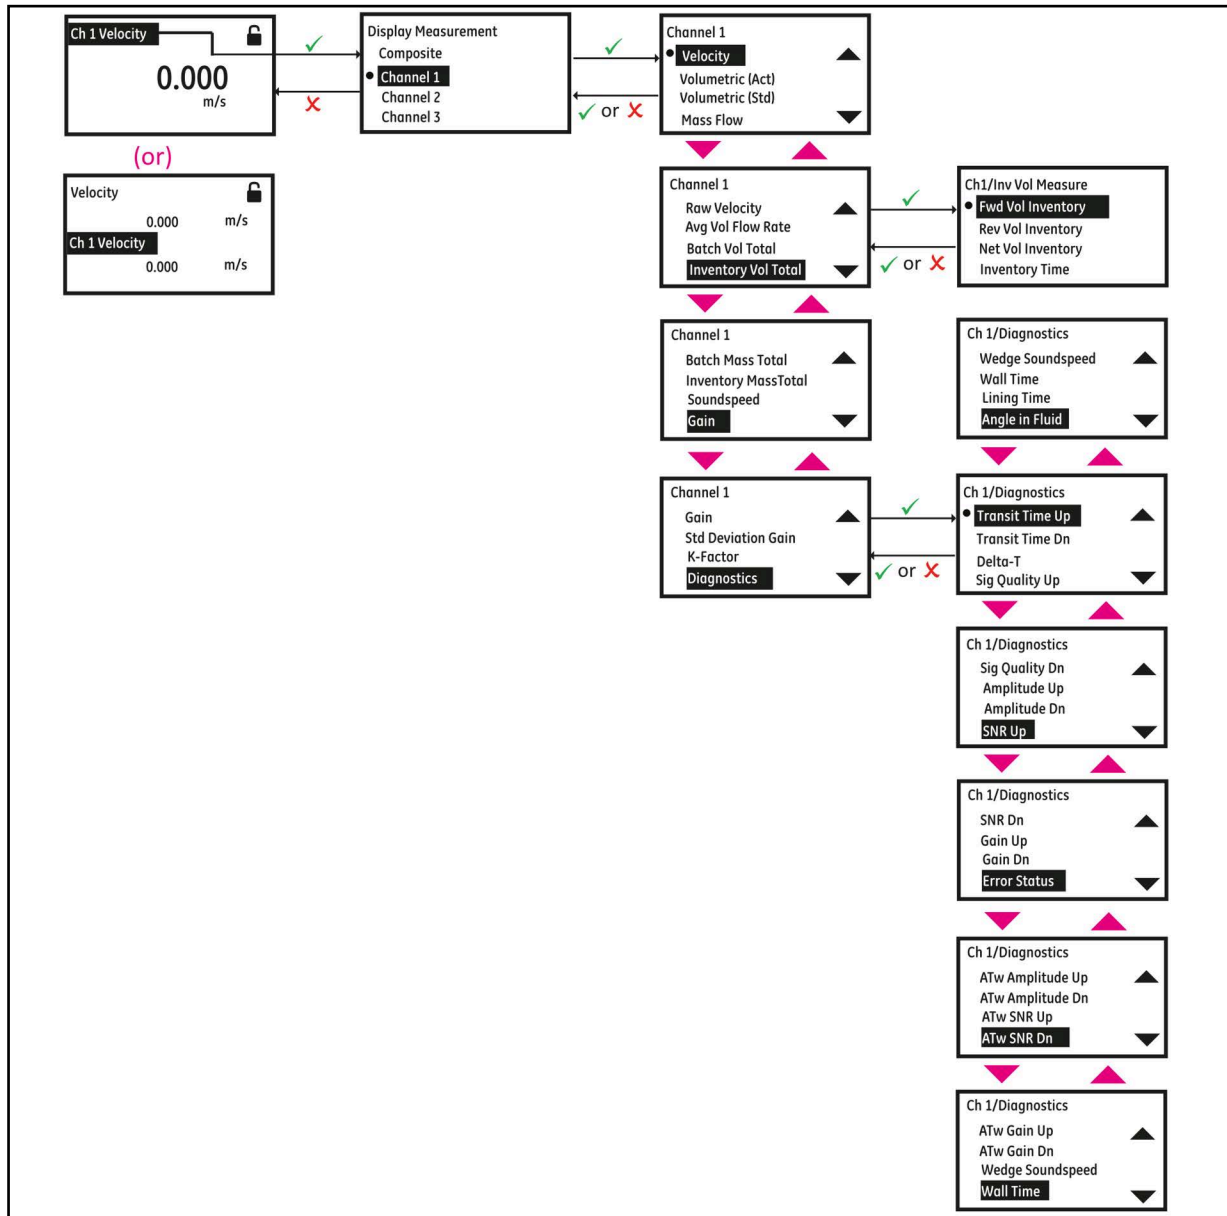 Ch 1 Velocity
0.000
m/s
(or)
Velocity
0.000 m/s
Ch 1 Velocity
0.000 m/s
Display Measurement
Composite
Channel 1
Channel 2
Channel 3
or
Channel 1
Velocity
Volumetric (Act)
Volumetric (Std)
Mass Flow
Channel 1
Raw Velocity
Avg Vol Flow Rate
Batch Vol Total
Inventory Vol Total
or
Ch1/Inv Vol Measure
Fwd Vol Inventory
Rev Vol Inventory
Net Vol Inventory
Inventory Time
Channel 1
Batch Mass Total
Inventory MassTotal
Soundspeed
Gain
Ch 1/Diagnostics
Wedge Soundspeed
Wall Time
Lining Time
Angle in Fluid
Channel 1
Gain
Std Deviation Gain
K-Factor
Diagnostics
or
Ch 1/Diagnostics
Transit Time Up
Transit Time Dn
Delta-T
Sig Quality Up
Ch 1/Diagnostics
Sig Quality Dn
Amplitude Up
Amplitude Dn
SNR Up
Ch 1/Diagnostics
SNR Dn
Gain Up
Gain Dn
Error Status
Ch 1/Diagnostics
ATw Amplitude Up
ATw Amplitude Dn
ATw SNR Up
ATw SNR Dn
Ch 1/Diagnostics
ATw Gain Up
ATw Gain Dn
Wedge Soundspeed
Wall Time